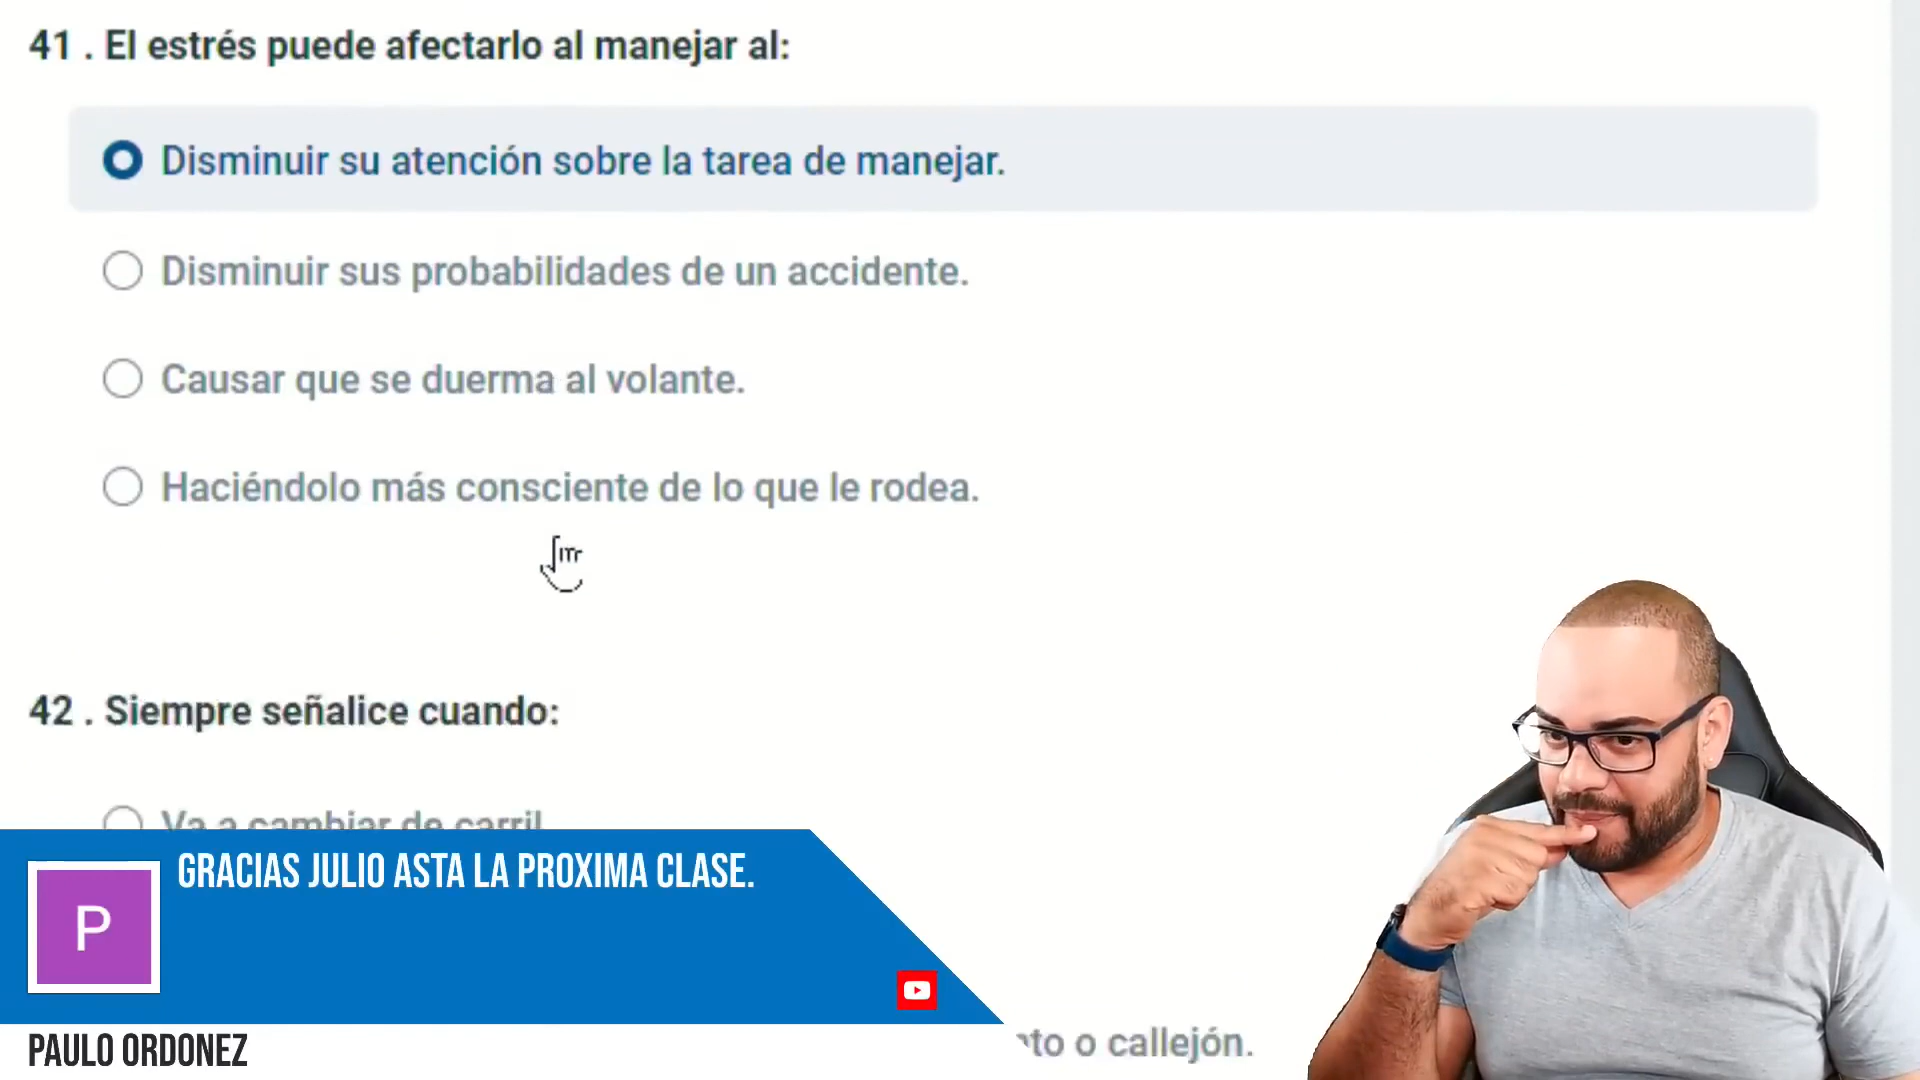 41 . El estrés puede afectarlo al manejar al:
Disminuir su atención sobre la tarea de manejar.
Disminuir sus probabilidades de un accidente.
Causar que se duerma al volante.
Haciéndolo más consciente de lo que le rodea.
42 . Siempre señalice cuando:
Va a cambiar de carril
GRACIAS JULIO ASTA LA PROXIMA CLASE.
P
PAULO ORDONEZ
o callejón.